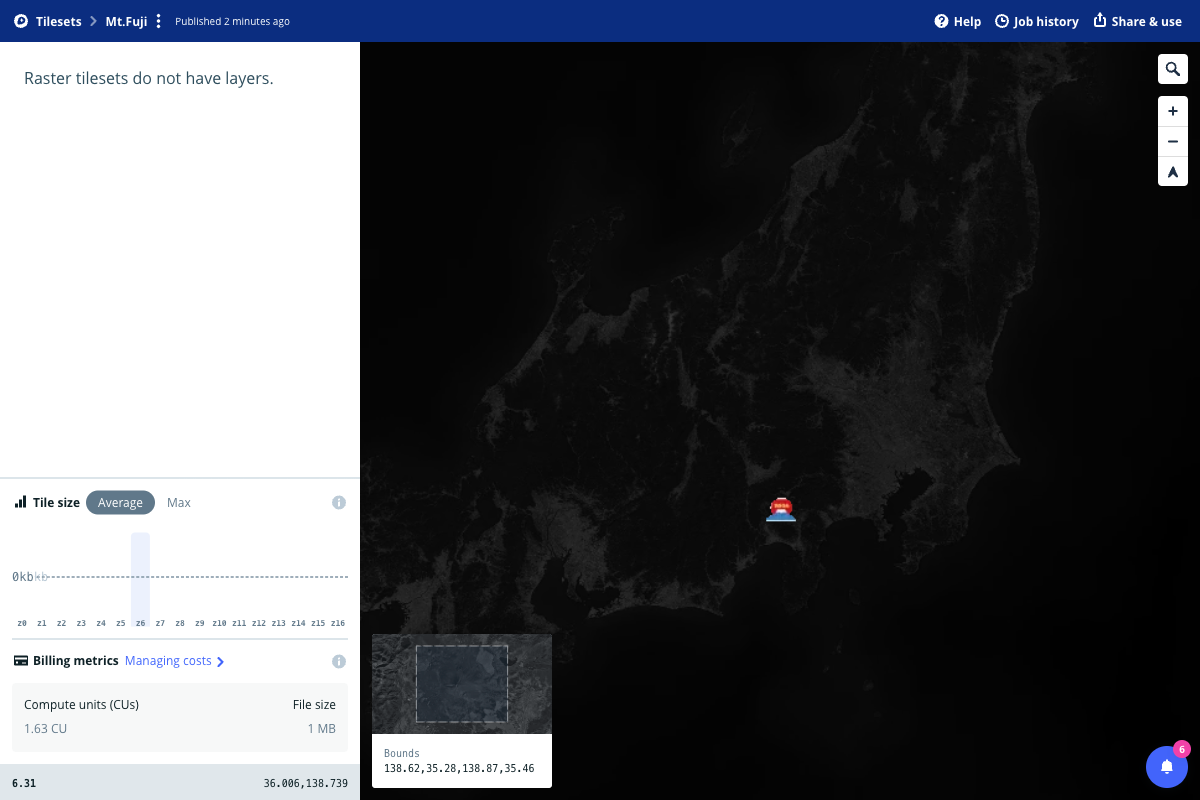 Tilesets > Mt.Fuji Published 2 minutes ago Help Job history Share & use
Raster tilesets do not have layers.
Tile size Average Max
0kb
z0 z1 z2 z3 z4 z5 z6 z7 z8 z9 z10 z11 z12 z13 z14 z15 z16
Billing metrics Managing costs
Compute units (CUs) File size
1.63 CU 1 MB
6.31 36.006,138.739
Bounds
138.62,35.28,138.87,35.46
6